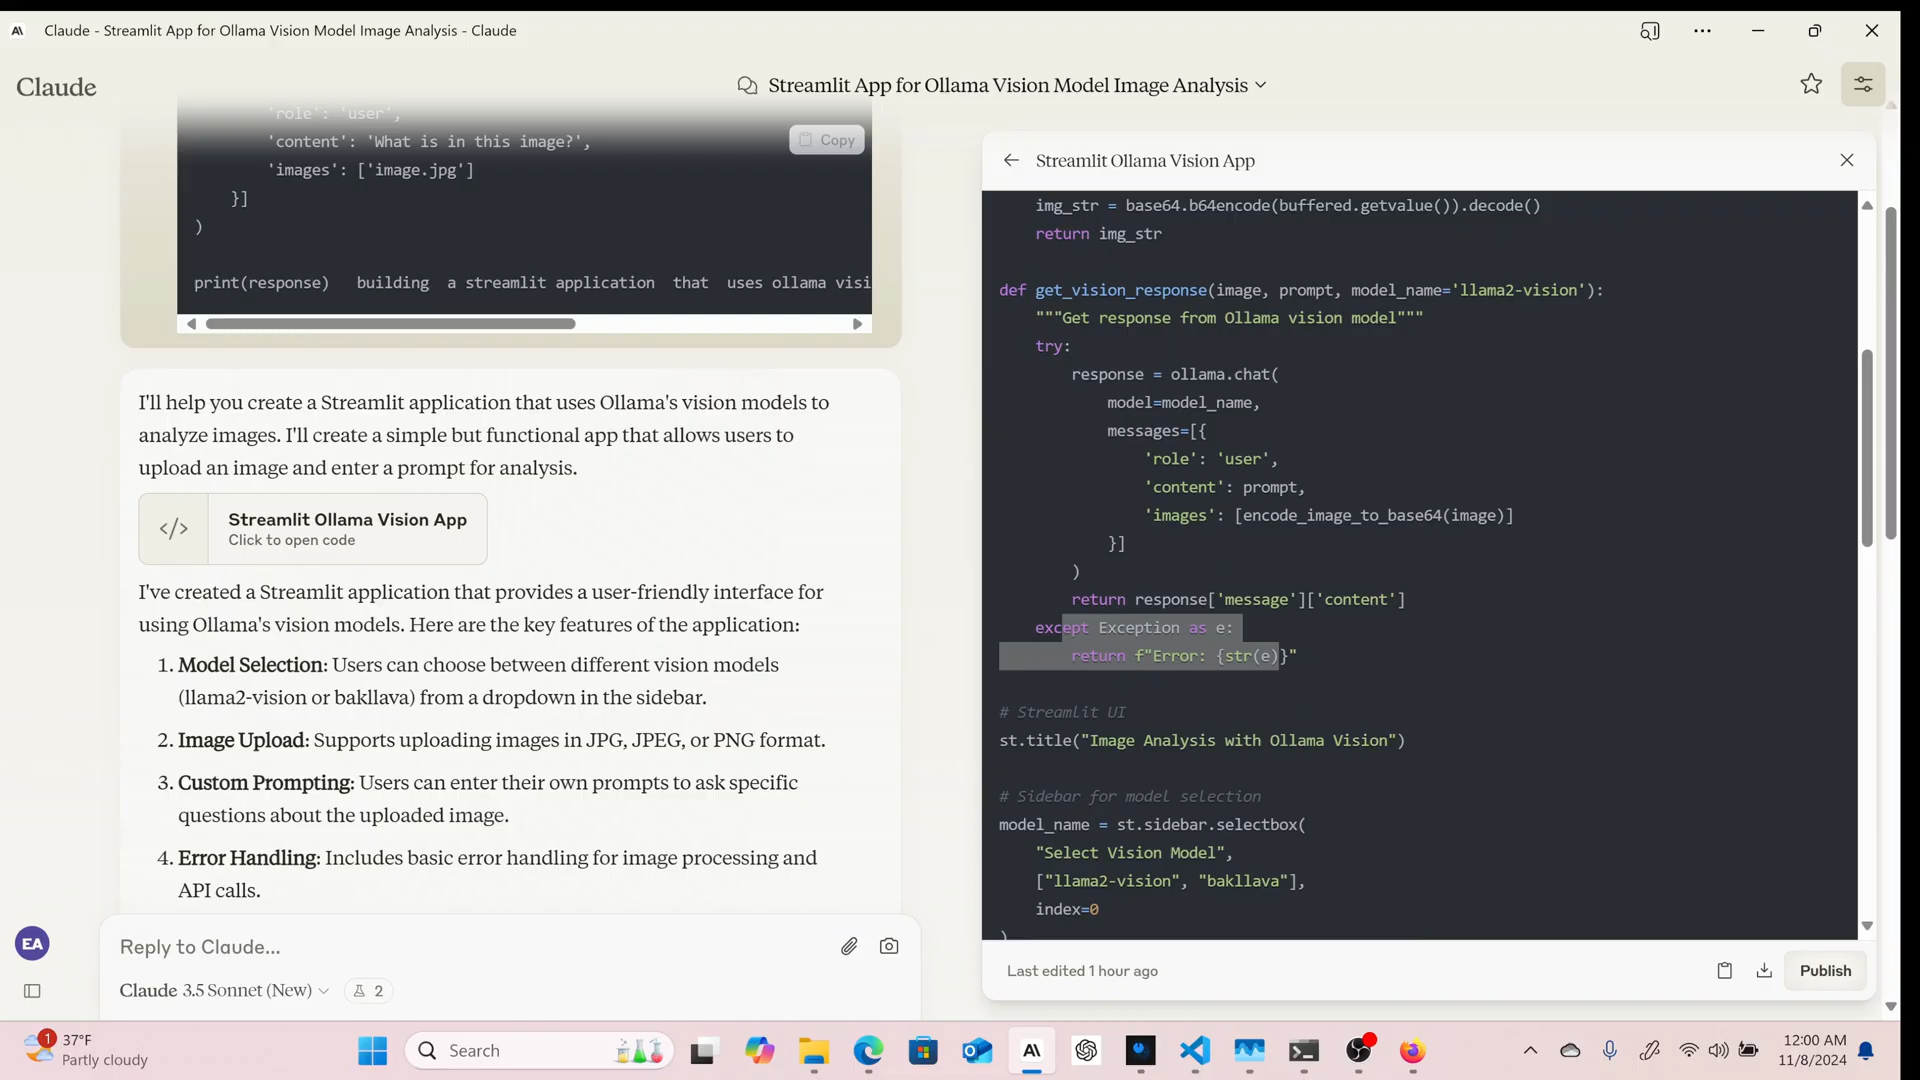 Claude - Streamlit App for Ollama Vision Model Image Analysis - Claude
Claude
Streamlit App for Ollama Vision Model Image Analysis
'role': 'user',
'content': 'What is in this image?',
'images': ['image.jpg']
}]
)
print(response)   building  a streamlit application  that  uses ollama visi
Copy
I'll help you create a Streamlit application that uses Ollama's vision models to
analyze images. I'll create a simple but functional app that allows users to
upload an image and enter a prompt for analysis.
</>
Streamlit Ollama Vision App
Click to open code
I've created a Streamlit application that provides a user-friendly interface for
using Ollama's vision models. Here are the key features of the application:
1. Model Selection: Users can choose between different vision models
(llama2-vision or bakllava) from a dropdown in the sidebar.
2. Image Upload: Supports uploading images in JPG, JPEG, or PNG format.
3. Custom Prompting: Users can enter their own prompts to ask specific
questions about the uploaded image.
4. Error Handling: Includes basic error handling for image processing and
API calls.
EA
Reply to Claude...
Claude 3.5 Sonnet (New)
2
Streamlit Ollama Vision App
img_str = base64.b64encode(buffered.getvalue()).decode()
return img_str
def get_vision_response(image, prompt, model_name='llama2-vision'):
"""Get response from Ollama vision model"""
try:
response = ollama.chat(
model=model_name,
messages=[{
'role': 'user',
'content': prompt,
'images': [encode_image_to_base64(image)]
}]
)
return response['message']['content']
except Exception as e:
return f"Error: {str(e)}"
# Streamlit UI
st.title("Image Analysis with Ollama Vision")
# Sidebar for model selection
model_name = st.sidebar.selectbox(
"Select Vision Model",
["llama2-vision", "bakllava"],
index=0
)
Last edited 1 hour ago
Publish
1
37°F
Partly cloudy
Search
12:00 AM
11/8/2024